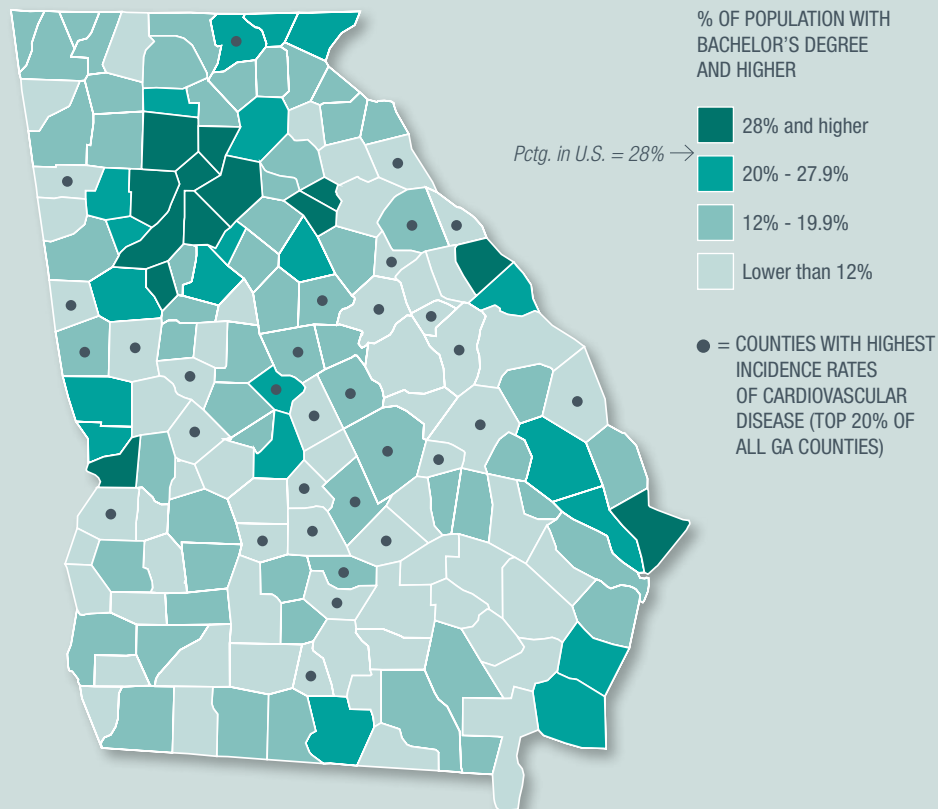 % OF POPULATION WITH
BACHELOR’S DEGREE
AND HIGHER
28% and higher
Pctg. in U.S. = 28% →
20% - 27.9%
12% - 19.9%
Lower than 12%
● = COUNTIES WITH HIGHEST
INCIDENCE RATES
OF CARDIOVASCULAR
DISEASE (TOP 20% OF
ALL GA COUNTIES)